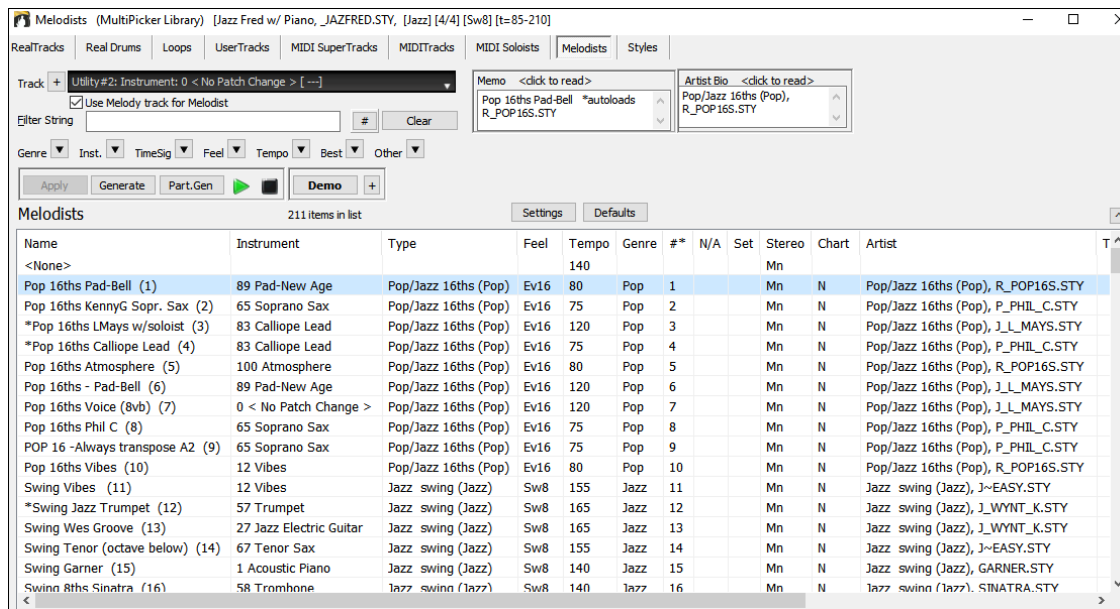 Melodists (MultiPicker Library) [Jazz Fred w/ Piano, _JAZFRED.STY, [Jazz] [4/4] [Sw8] [t=85-210]
RealTracks Real Drums Loops UserTracks MIDI SuperTracks MIDITracks MIDI Soloists Melodists Styles
Track + Utility#2: Instrument: 0 < No Patch Change > [ ---]
Memo <click to read> Artist Bio <click to read>
Use Melody track for Melodist
Pop 16ths Pad-Bell *autoloads
R_POP16S.STY
Pop/Jazz 16ths (Pop),
R_POP16S.STY
Filter String # Clear
Genre Inst. TimeSig Feel Tempo Best Other
Apply Generate Part.Gen Demo +
Melodists 211 items in list Settings Defaults
Name Instrument Type Feel Tempo Genre #* N/A Set Stereo Chart Artist T
<None> 140 Mn
Pop 16ths Pad-Bell (1) 89 Pad-New Age Pop/Jazz 16ths (Pop) Ev16 80 Pop 1 Mn N Pop/Jazz 16ths (Pop), R_POP16S.STY
Pop 16ths KennyG Sopr. Sax (2) 65 Soprano Sax Pop/Jazz 16ths (Pop) Ev16 75 Pop 2 Mn N Pop/Jazz 16ths (Pop), P_PHIL_C.STY
*Pop 16ths LMays w/soloist (3) 83 Calliope Lead Pop/Jazz 16ths (Pop) Ev16 120 Pop 3 Mn N Pop/Jazz 16ths (Pop), J_L_MAYS.STY
*Pop 16ths Calliope Lead (4) 83 Calliope Lead Pop/Jazz 16ths (Pop) Ev16 75 Pop 4 Mn N Pop/Jazz 16ths (Pop), P_PHIL_C.STY
Pop 16ths Atmosphere (5) 100 Atmosphere Pop/Jazz 16ths (Pop) Ev16 80 Pop 5 Mn N Pop/Jazz 16ths (Pop), R_POP16S.STY
Pop 16ths - Pad-Bell (6) 89 Pad-New Age Pop/Jazz 16ths (Pop) Ev16 120 Pop 6 Mn N Pop/Jazz 16ths (Pop), J_L_MAYS.STY
Pop 16ths Voice (8vb) (7) 0 < No Patch Change > Pop/Jazz 16ths (Pop) Ev16 120 Pop 7 Mn N Pop/Jazz 16ths (Pop), J_L_MAYS.STY
Pop 16ths Phil C (8) 65 Soprano Sax Pop/Jazz 16ths (Pop) Ev16 75 Pop 8 Mn N Pop/Jazz 16ths (Pop), P_PHIL_C.STY
POP 16 -Always transpose A2 (9) 65 Soprano Sax Pop/Jazz 16ths (Pop) Ev16 75 Pop 9 Mn N Pop/Jazz 16ths (Pop), P_PHIL_C.STY
Pop 16ths Vibes (10) 12 Vibes Pop/Jazz 16ths (Pop) Ev16 80 Pop 10 Mn N Pop/Jazz 16ths (Pop), R_POP16S.STY
Swing Vibes (11) 12 Vibes Jazz swing (Jazz) Sw8 155 Jazz 11 Mn N Jazz swing (Jazz), J~EASY.STY
*Swing Jazz Trumpet (12) 57 Trumpet Jazz swing (Jazz) Sw8 165 Jazz 12 Mn N Jazz swing (Jazz), J_WYNT_K.STY
Swing Wes Groove (13) 27 Jazz Electric Guitar Jazz swing (Jazz) Sw8 165 Jazz 13 Mn N Jazz swing (Jazz), J_WYNT_K.STY
Swing Tenor (octave below) (14) 67 Tenor Sax Jazz swing (Jazz) Sw8 155 Jazz 14 Mn N Jazz swing (Jazz), J~EASY.STY
Swing Garner (15) 1 Acoustic Piano Jazz swing (Jazz) Sw8 140 Jazz 15 Mn N Jazz swing (Jazz), GARNER.STY
Swing 8ths Sinatra (16) 58 Trombone Jazz swing (Jazz) Sw8 140 Jazz 16 Mn N Jazz swing (Jazz), SINATRA.STY